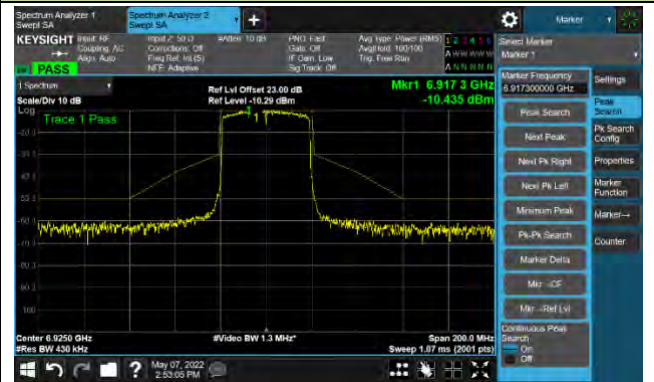 Spectrum Analyzer 1
Swept SA
Spectrum Analyzer 2
Swept SA
Marker
KEYSIGHT
Input: RF
Coupling: AC
Align: Auto
Input Z: 50 Ω
Corrections: Off
Freq Ref: Int (S)
NFE: Adaptive
#Atten: 10 dB
PNO: Fast
Gate: Off
IF Gain: Low
Sig Track: Off
Avg Type: Power (RMS)
Avg|Hold: 100/100
Trig: Free Run
1 2 3 4 5 6
A W W W W W
A N N N N N
PASS
Select Marker
Marker 1
1 Spectrum
Scale/Div 10 dB
Ref Lvl Offset 23.00 dB
Ref Level -10.29 dBm
Mkr1 6.917 3 GHz
-10.435 dBm
Log
Trace 1 Pass
1
Marker Frequency
6.917300000 GHz
Peak Search
Next Peak
Next Pk Right
Next Pk Left
Minimum Peak
Pk-Pk Search
Marker Delta
Mkr→CF
Mkr→Ref Lvl
Continuous Peak
Search
On
Off
Settings
Peak
Search
Pk Search
Config
Properties
Marker
Function
Marker→
Counter
Center 6.9250 GHz
#Res BW 430 kHz
#Video BW 1.3 MHz*
Span 200.0 MHz
Sweep 1.07 ms (2001 pts)
May 07, 2022
2:53:05 PM